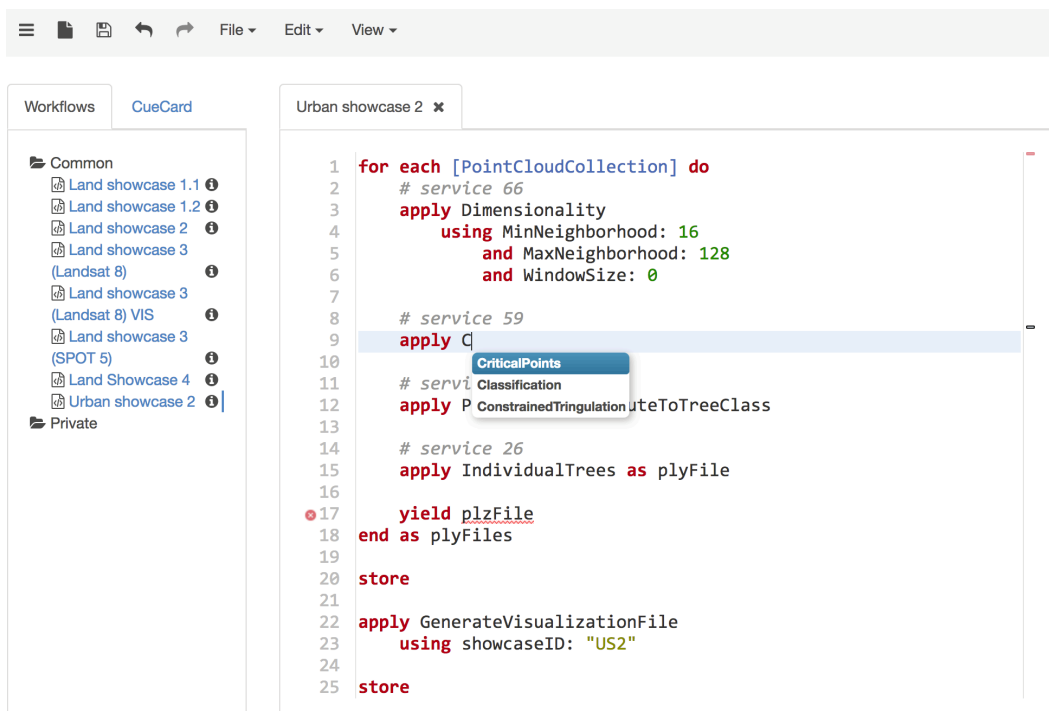 File Edit View
Workflows CueCard
Common
Land showcase 1.1
Land showcase 1.2
Land showcase 2
Land showcase 3
(Landsat 8)
Land showcase 3
(Landsat 8) VIS
Land showcase 3
(SPOT 5)
Land Showcase 4
Urban showcase 2
Private
Urban showcase 2
1 for each [PointCloudCollection] do
2 # service 66
3 apply Dimensionality
4 using MinNeighborhood: 16
5 and MaxNeighborhood: 128
6 and WindowSize: 0
7
8 # service 59
9 apply C
CriticalPoints
Classification
ConstrainedTringulation
10
11 # servi
12 apply P uteToTreeClass
13
14 # service 26
15 apply IndividualTrees as plyFile
16
17 yield plzFile
18 end as plyFiles
19
20 store
21
22 apply GenerateVisualizationFile
23 using showcaseID: "US2"
24
25 store